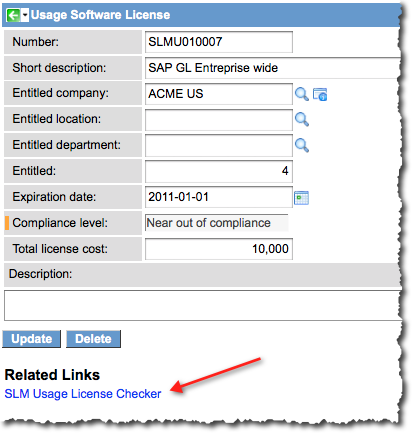 Usage Software License
Number: SLMU010007
Short description: SAP GL Entreprise wide
Entitled company: ACME US
Entitled location:
Entitled department:
Entitled: 4
Expiration date: 2011-01-01
Compliance level: Near out of compliance
Total license cost: 10,000
Description:
Update Delete
Related Links
SLM Usage License Checker